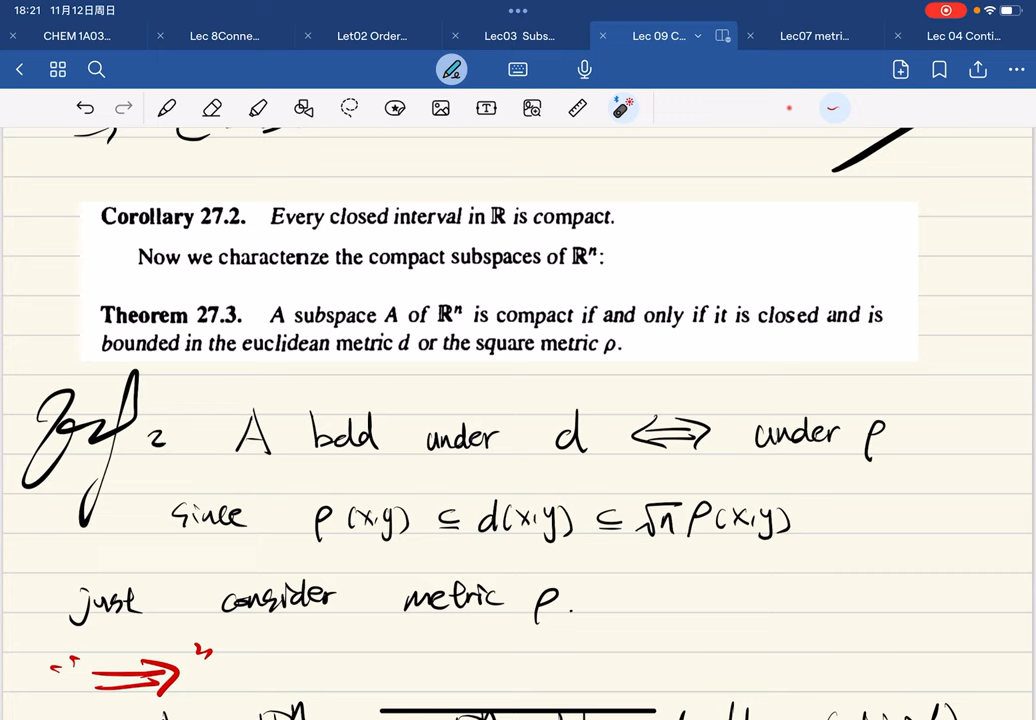 18:21 11月12日周日
CHEM 1A03...
Lec 8Conne...
Let02 Order...
Lec03 Subs...
Lec 09 C...
Lec07 metri...
Lec 04 Conti...
Corollary 27.2. Every closed interval in ℝ is compact.
Now we characterize the compact subspaces of ℝⁿ:
Theorem 27.3. A subspace A of ℝⁿ is compact if and only if it is closed and is
bounded in the euclidean metric d or the square metric ρ.
A bdd under d ⟺ under ρ
since ρ(x,y) ⊆ d(x,y) ⊆ √n ρ(x,y)
just consider metric ρ.
"⟹"